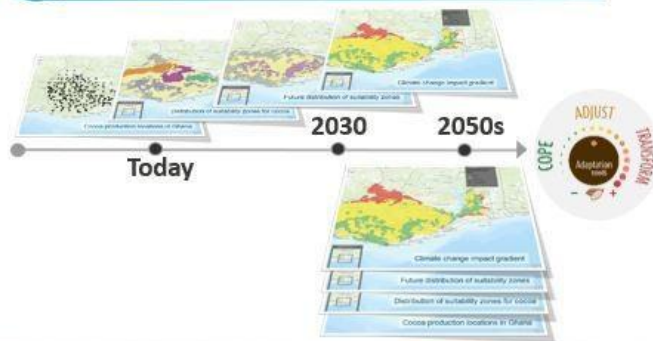 Climate change impact gradient
Future distribution of suitability zones
Distribution of suitability zones for cocoa
Cocoa production locations of Ghana
Today
2030
2050s
COPE
ADJUST
TRANSFORM
Adaptation
needs
- +
Climate change impact gradient
Future distribution of suitability zones
Distribution of suitability zones for cocoa
Cocoa production locations in Ghana